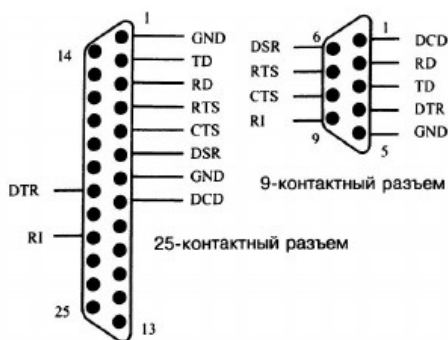 1
14
GND
TD
RD
RTS
CTS
DSR
GND
DCD
DTR
RI
25
13
25-контактный разъем
6
1
DSR
RTS
CTS
RI
DCD
RD
TD
DTR
GND
9
5
9-контактный разъем